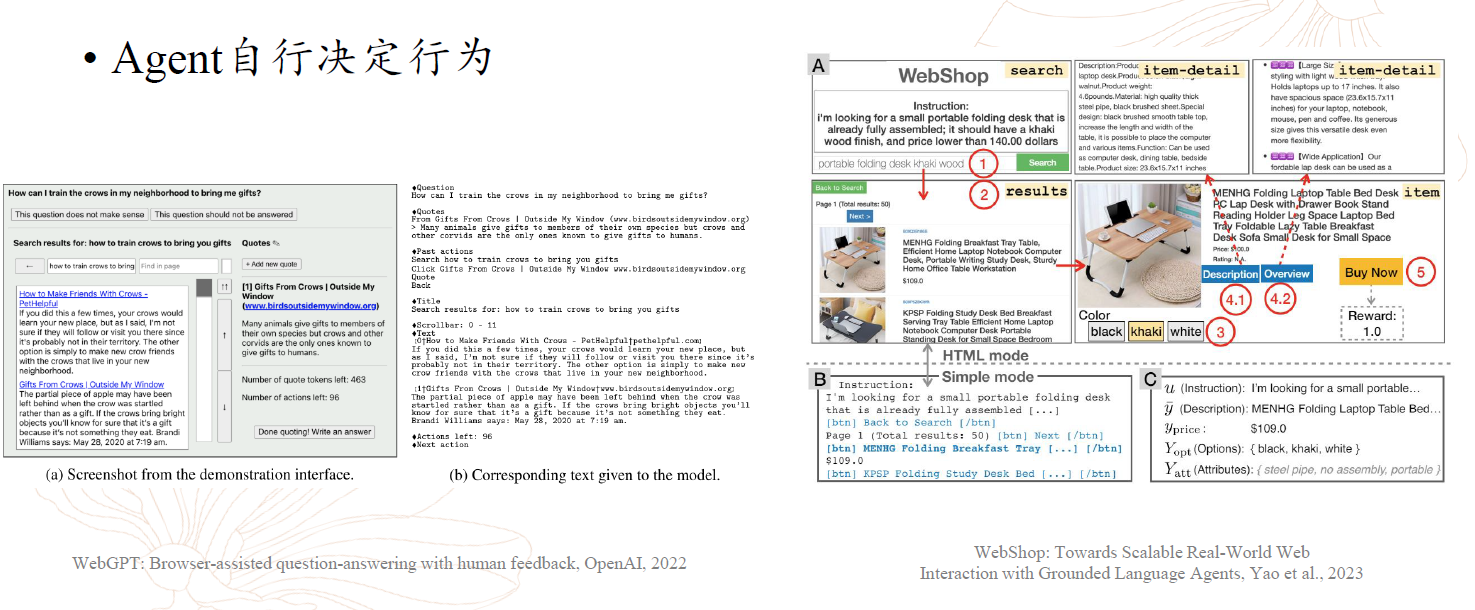 • Agent自行决定行为
How can I train the crows in my neighborhood to bring me gifts?
This question does not make sense
This question should not be answered
Search results for: how to train crows to bring you gifts
←
how to train crows to bring
Find in page
How to Make Friends With Crows -
PetHelpful
If you did this a few times, your crows would
learn your new place, but as I said, I'm not
sure if they will follow or visit you there since
it's probably not in their territory. The other
option is simply to make new crow friends
with the crows that live in your new
neighborhood.
Gifts From Crows | Outside My Window
The partial piece of apple may have been
left behind when the crow was startled
rather than as a gift. If the crows bring bright
objects you'll know for sure that it's a gift
because it's not something they eat. Brandi
Williams says: May 28, 2020 at 7:19 am.
↑↑
↑
↓
Quotes
+ Add new quote
[1] Gifts From Crows | Outside My
Window
(www.birdsoutsidemywindow.org)
Many animals give gifts to members of
their own species but crows and other
corvids are the only ones known to give
gifts to humans.
Number of quote tokens left: 463
Number of actions left: 96
Done quoting! Write an answer
(a) Screenshot from the demonstration interface.
♦Question
How can I train the crows in my neighborhood to bring me gifts?
♦Quotes
From Gifts From Crows | Outside My Window (www.birdsoutsidemywindow.org)
> Many animals give gifts to members of their own species but crows and
other corvids are the only ones known to give gifts to humans.
♦Past actions
Search how to train crows to bring you gifts
Click Gifts From Crows | Outside My Window www.birdsoutsidemywindow.org
Quote
Back
♦Title
Search results for: how to train crows to bring you gifts
♦Scrollbar: 0 - 11
♦Text
【0†How to Make Friends With Crows - PetHelpful†pethelpful.com】
If you did this a few times, your crows would learn your new place, but
as I said, I'm not sure if they will follow or visit you there since it's
probably not in their territory. The other option is simply to make new
crow friends with the crows that live in your new neighborhood.
【1†Gifts From Crows | Outside My Window†www.birdsoutsidemywindow.org】
The partial piece of apple may have been left behind when the crow was
startled rather than as a gift. If the crows bring bright objects you'll
know for sure that it's a gift because it's not something they eat.
Brandi Williams says: May 28, 2020 at 7:19 am.
♦Actions left: 96
♦Next action
(b) Corresponding text given to the model.
WebGPT: Browser-assisted question-answering with human feedback, OpenAI, 2022
A
WebShop
search
Instruction:
i'm looking for a small portable folding desk that is
already fully assembled; it should have a khaki
wood finish, and price lower than 140.00 dollars
portable folding desk khaki wood
1
Search
item-detail
Description:Produc
laptop desk.Produc
walnut.Product weight:
4.6pounds.Material: high quality thick
steel pipe, black brushed sheet.Special
design: black brushed smooth table top,
increase the length and width of the
table, it is possible to place the computer
and various items.Function: Can be used
as computer desk, dining table, bedside
table.Product size: 23.6x15.7x11 inches
item-detail
• 【Large Siz
styling with light w
Holds laptops up to 17 inches. It also
have spacious space (23.6x15.7x11
inches) for your laptop, notebook,
mouse, pen and coffee. Its generous
size gives this versatile desk even
more flexibility.
• 【Wide Application】Our
fordable lap desk can be used as a
Back to Search
2
results
Page 1 (Total results: 50)
Next >
MENHG Folding Breakfast Tray Table,
Efficient Home Laptop Notebook Computer
Desk, Portable Writing Study Desk, Sturdy
Home Office Table Workstation
$109.0
KPSP Folding Study Desk Bed Breakfast
Serving Tray Table Efficient Home Laptop
Notebook Computer Desk Portable
Standing Desk for Small Space Bedroom
item
MENHG Folding Laptop Table Bed Desk
PC Lap Desk with Drawer Book Stand
Reading Holder Leg Space Laptop Bed
Tray Foldable Lazy Table Breakfast
Desk Sofa Small Desk for Small Space
Price: $109.0
Rating: N.A.
Description
Overview
Buy Now
5
4.1
4.2
Reward:
1.0
Color
black
khaki
white
3
HTML mode
Simple mode
B
Instruction:
I'm looking for a small portable folding desk
that is already fully assembled [...]
[btn] Back to Search [/btn]
Page 1 (Total results: 50) [btn] Next [/btn]
[btn] MENHG Folding Breakfast Tray [...] [/btn]
$109.0
[btn] KPSP Folding Study Desk Bed [...] [/btn]
C
u (Instruction): I'm looking for a small portable…
ȳ (Description): MENHG Folding Laptop Table Bed…
yprice : $109.0
Yopt (Options): { black, khaki, white }
Yatt (Attributes): { steel pipe, no assembly, portable }
WebShop: Towards Scalable Real-World Web
Interaction with Grounded Language Agents, Yao et al., 2023